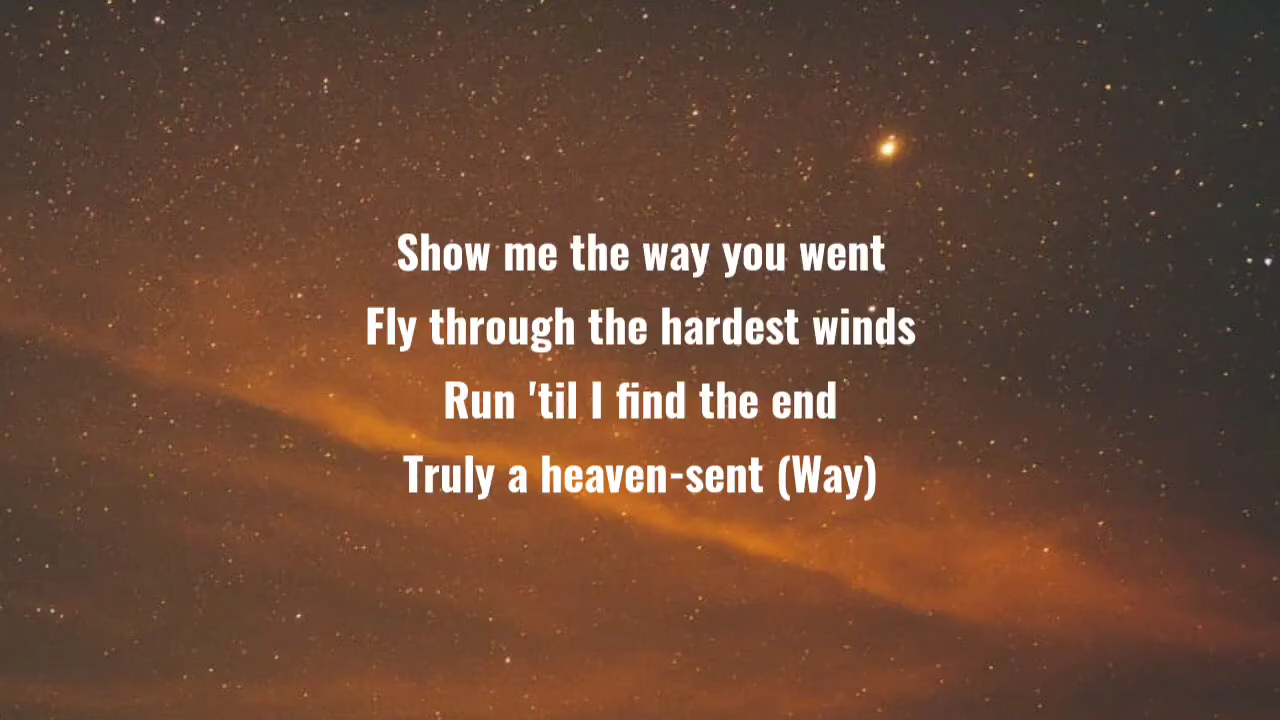 Show me the way you went
Fly through the hardest winds
Run 'til I find the end
Truly a heaven-sent (Way)